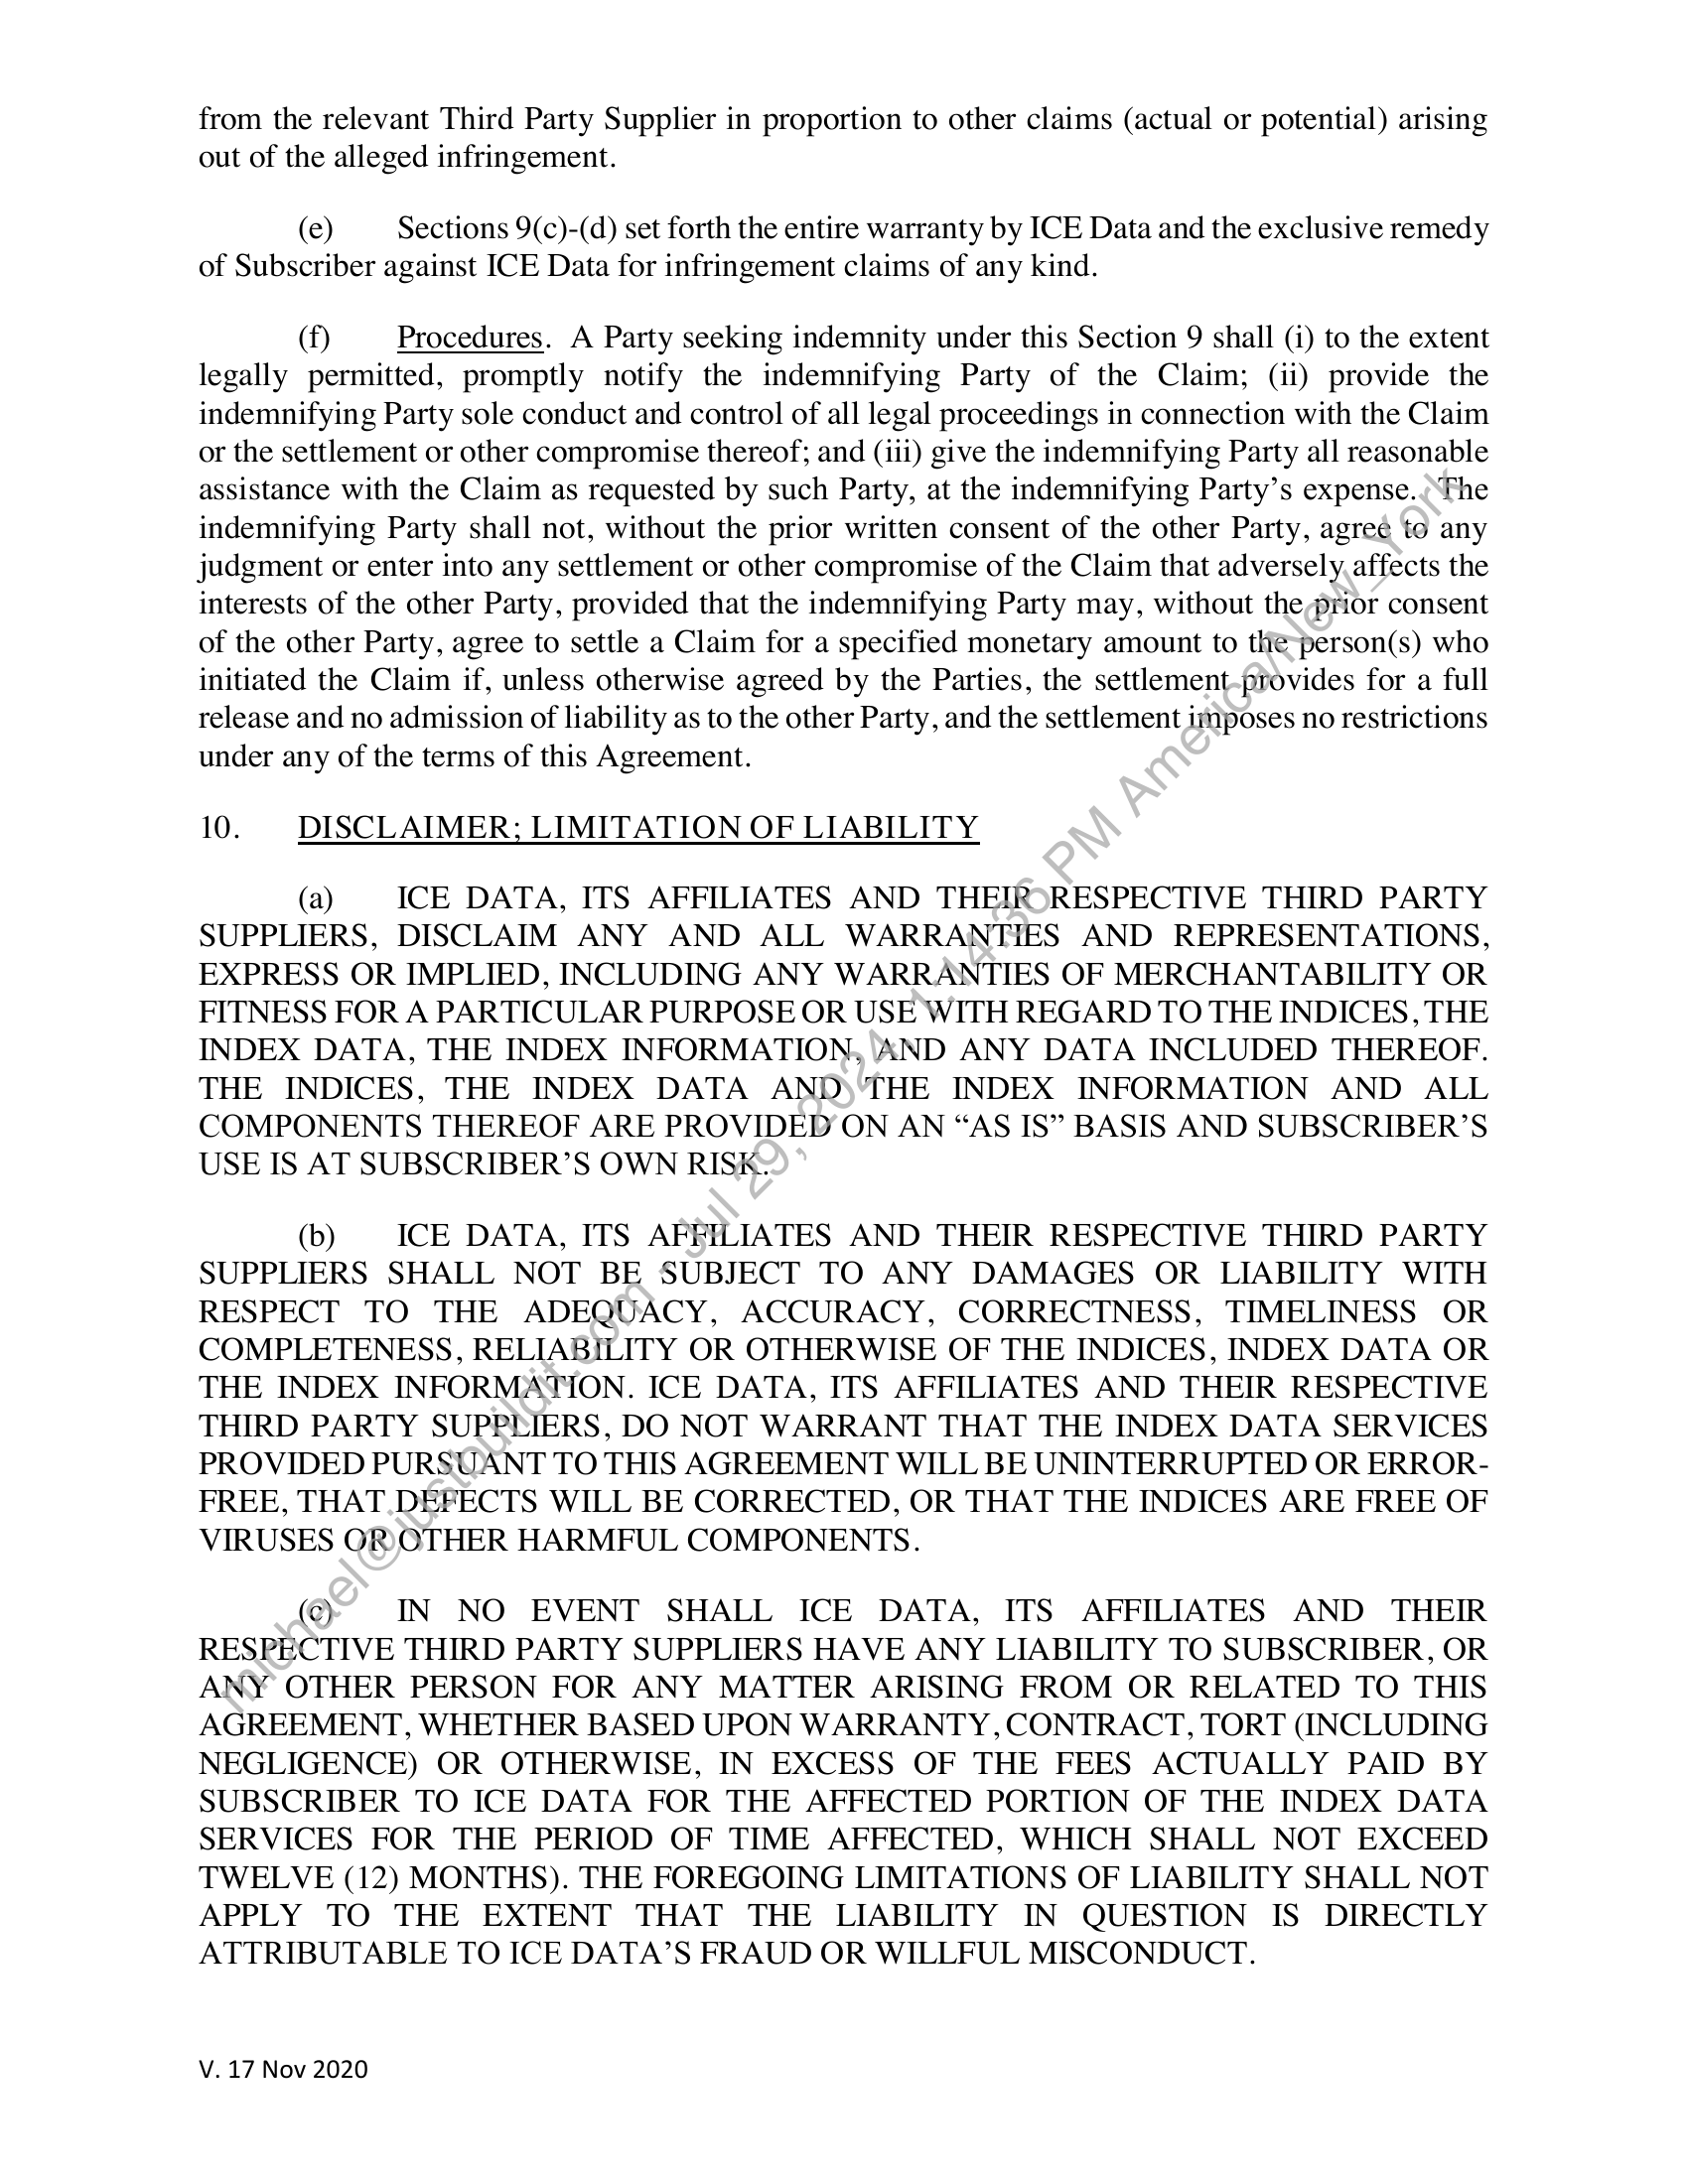 from the relevant Third Party Supplier in proportion to other claims (actual or potential) arising
out of the alleged infringement.
(e) Sections 9(c)-(d) set forth the entire warranty by ICE Data and the exclusive remedy
of Subscriber against ICE Data for infringement claims of any kind.
(f) Procedures. A Party seeking indemnity under this Section 9 shall (i) to the extent
legally permitted, promptly notify the indemnifying Party of the Claim; (ii) provide the
indemnifying Party sole conduct and control of all legal proceedings in connection with the Claim
or the settlement or other compromise thereof; and (iii) give the indemnifying Party all reasonable
assistance with the Claim as requested by such Party, at the indemnifying Party’s expense. The
indemnifying Party shall not, without the prior written consent of the other Party, agree to any
judgment or enter into any settlement or other compromise of the Claim that adversely affects the
interests of the other Party, provided that the indemnifying Party may, without the prior consent
of the other Party, agree to settle a Claim for a specified monetary amount to the person(s) who
initiated the Claim if, unless otherwise agreed by the Parties, the settlement provides for a full
release and no admission of liability as to the other Party, and the settlement imposes no restrictions
under any of the terms of this Agreement.
10. DISCLAIMER; LIMITATION OF LIABILITY
(a) ICE DATA, ITS AFFILIATES AND THEIR RESPECTIVE THIRD PARTY
SUPPLIERS, DISCLAIM ANY AND ALL WARRANTIES AND REPRESENTATIONS,
EXPRESS OR IMPLIED, INCLUDING ANY WARRANTIES OF MERCHANTABILITY OR
FITNESS FOR A PARTICULAR PURPOSE OR USE WITH REGARD TO THE INDICES, THE
INDEX DATA, THE INDEX INFORMATION, AND ANY DATA INCLUDED THEREOF.
THE INDICES, THE INDEX DATA AND THE INDEX INFORMATION AND ALL
COMPONENTS THEREOF ARE PROVIDED ON AN “AS IS” BASIS AND SUBSCRIBER’S
USE IS AT SUBSCRIBER’S OWN RISK.
(b) ICE DATA, ITS AFFILIATES AND THEIR RESPECTIVE THIRD PARTY
SUPPLIERS SHALL NOT BE SUBJECT TO ANY DAMAGES OR LIABILITY WITH
RESPECT TO THE ADEQUACY, ACCURACY, CORRECTNESS, TIMELINESS OR
COMPLETENESS, RELIABILITY OR OTHERWISE OF THE INDICES, INDEX DATA OR
THE INDEX INFORMATION. ICE DATA, ITS AFFILIATES AND THEIR RESPECTIVE
THIRD PARTY SUPPLIERS, DO NOT WARRANT THAT THE INDEX DATA SERVICES
PROVIDED PURSUANT TO THIS AGREEMENT WILL BE UNINTERRUPTED OR ERROR-
FREE, THAT DEFECTS WILL BE CORRECTED, OR THAT THE INDICES ARE FREE OF
VIRUSES OR OTHER HARMFUL COMPONENTS.
(c) IN NO EVENT SHALL ICE DATA, ITS AFFILIATES AND THEIR
RESPECTIVE THIRD PARTY SUPPLIERS HAVE ANY LIABILITY TO SUBSCRIBER, OR
ANY OTHER PERSON FOR ANY MATTER ARISING FROM OR RELATED TO THIS
AGREEMENT, WHETHER BASED UPON WARRANTY, CONTRACT, TORT (INCLUDING
NEGLIGENCE) OR OTHERWISE, IN EXCESS OF THE FEES ACTUALLY PAID BY
SUBSCRIBER TO ICE DATA FOR THE AFFECTED PORTION OF THE INDEX DATA
SERVICES FOR THE PERIOD OF TIME AFFECTED, WHICH SHALL NOT EXCEED
TWELVE (12) MONTHS). THE FOREGOING LIMITATIONS OF LIABILITY SHALL NOT
APPLY TO THE EXTENT THAT THE LIABILITY IN QUESTION IS DIRECTLY
ATTRIBUTABLE TO ICE DATA’S FRAUD OR WILLFUL MISCONDUCT.
V. 17 Nov 2020
michael@justbuildit.com - Jul 29, 2024, 1:14:36 PM America/New_York